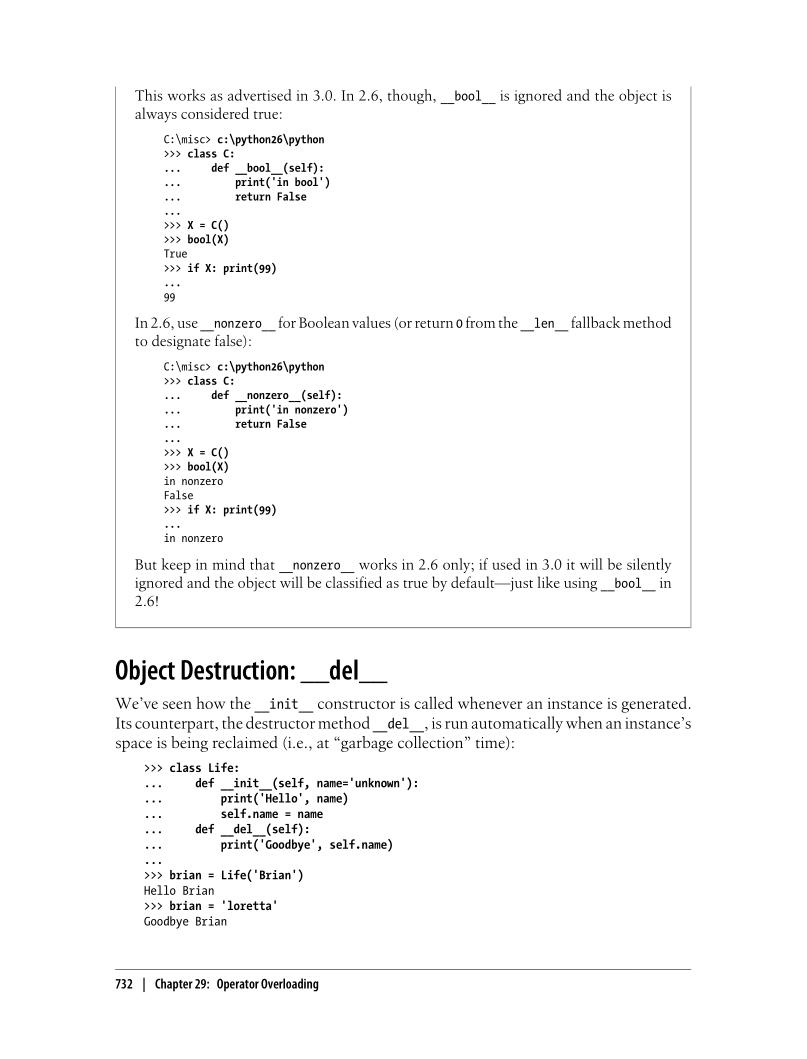 This works as advertised in 3.0. In 2.6, though, __bool__ is ignored and the object is
always considered true:
C:\misc> c:\python26\python
>>> class C:
...     def __bool__(self):
...         print('in bool')
...         return False
...
>>> X = C()
>>> bool(X)
True
>>> if X: print(99)
...
99
In 2.6, use __nonzero__ for Boolean values (or return 0 from the __len__ fallback method
to designate false):
C:\misc> c:\python26\python
>>> class C:
...     def __nonzero__(self):
...         print('in nonzero')
...         return False
...
>>> X = C()
>>> bool(X)
in nonzero
False
>>> if X: print(99)
...
in nonzero
But keep in mind that __nonzero__ works in 2.6 only; if used in 3.0 it will be silently
ignored and the object will be classified as true by default—just like using __bool__ in
2.6!
Object Destruction: __del__
We’ve seen how the __init__ constructor is called whenever an instance is generated.
Its counterpart, the destructor method __del__, is run automatically when an instance’s
space is being reclaimed (i.e., at “garbage collection” time):
>>> class Life:
...     def __init__(self, name='unknown'):
...         print('Hello', name)
...         self.name = name
...     def __del__(self):
...         print('Goodbye', self.name)
...
>>> brian = Life('Brian')
Hello Brian
>>> brian = 'loretta'
Goodbye Brian
732 | Chapter 29: Operator Overloading